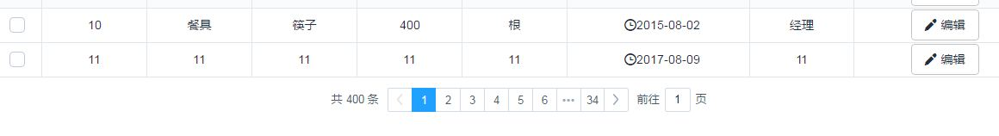 10 餐具 筷子 400 根 2015-08-02 经理 编辑
11 11 11 11 11 2017-08-09 11 编辑
共 400 条 1 2 3 4 5 6 ••• 34 前往 1 页